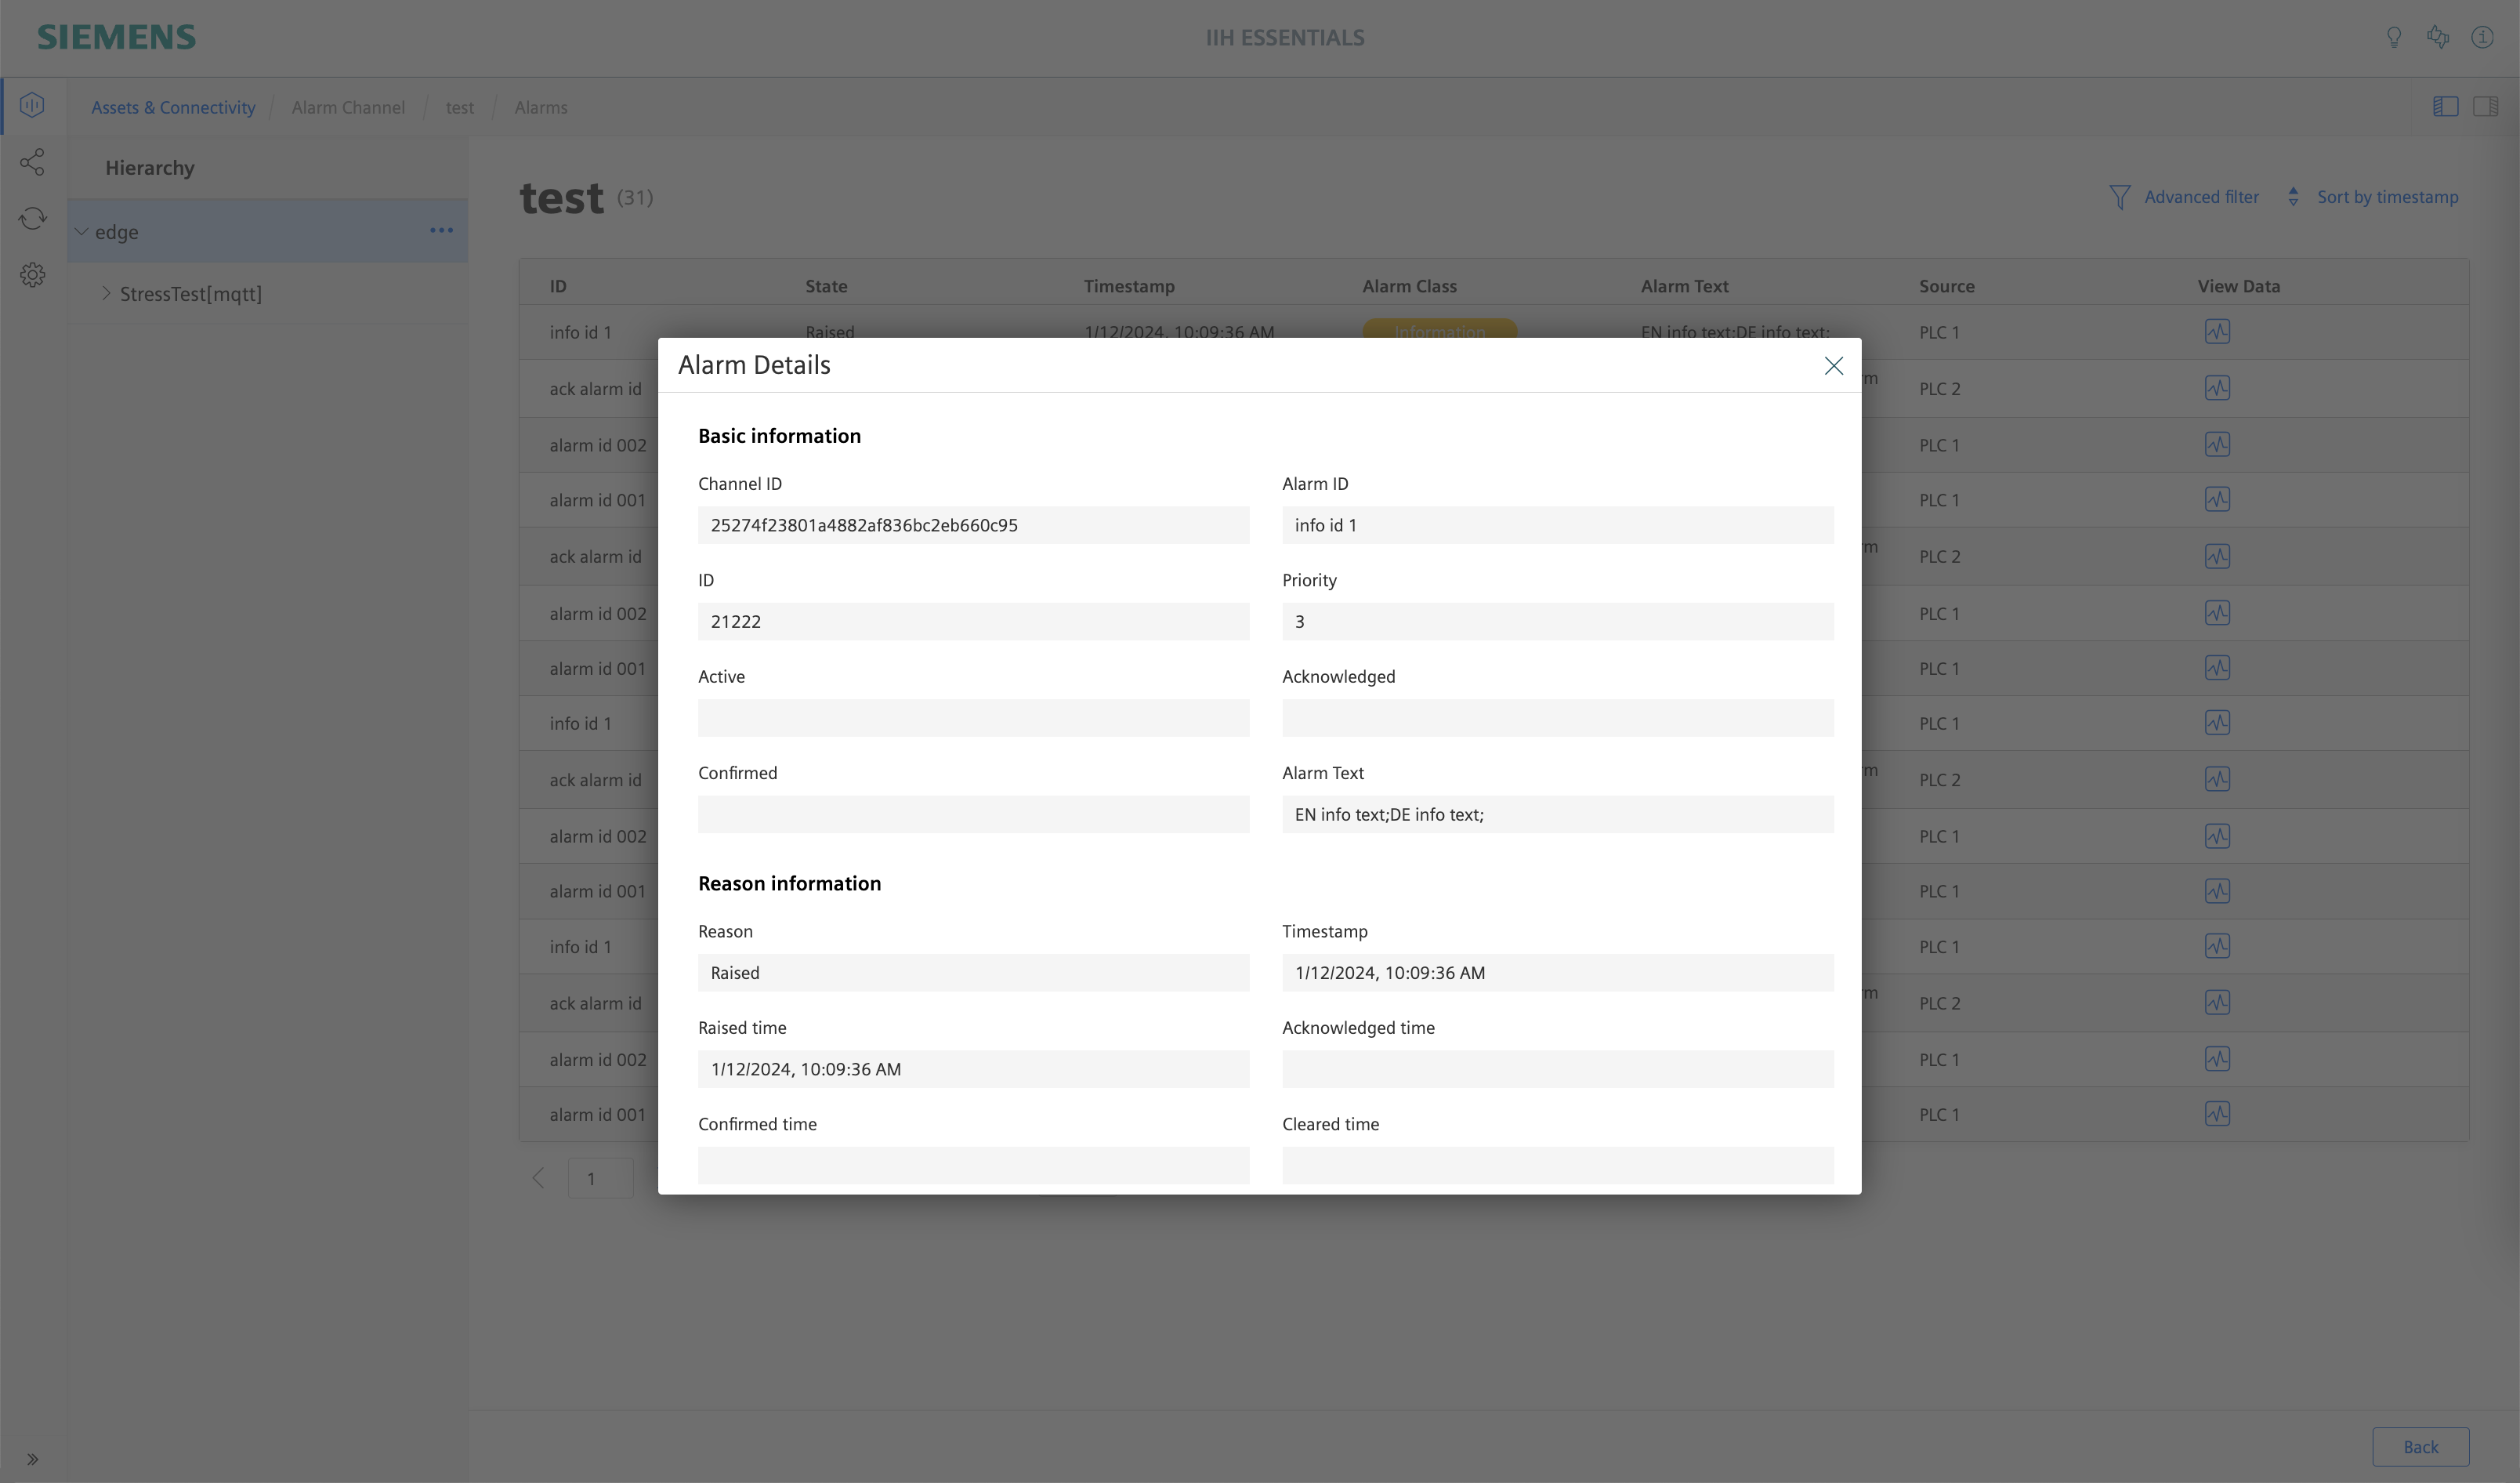 SIEMENS
IIH ESSENTIALS
Assets & Connectivity / Alarm Channel / test / Alarms
Hierarchy
edge
StressTest[mqtt]
test (31)
Advanced filter
Sort by timestamp
ID State Timestamp Alarm Class Alarm Text Source View Data
info id 1 Raised 1/12/2024, 10:09:36 AM Information EN info text;DE info text; PLC 1
ack alarm id PLC 2
alarm id 002 PLC 1
alarm id 001 PLC 1
ack alarm id PLC 2
alarm id 002 PLC 1
alarm id 001 PLC 1
info id 1 PLC 1
ack alarm id PLC 2
alarm id 002 PLC 1
alarm id 001 PLC 1
info id 1 PLC 1
ack alarm id PLC 2
alarm id 002 PLC 1
alarm id 001 PLC 1
1
Back
Alarm Details
Basic information
Channel ID
25274f23801a4882af836bc2eb660c95
Alarm ID
info id 1
ID
21222
Priority
3
Active
Acknowledged
Confirmed
Alarm Text
EN info text;DE info text;
Reason information
Reason
Raised
Timestamp
1/12/2024, 10:09:36 AM
Raised time
1/12/2024, 10:09:36 AM
Acknowledged time
Confirmed time
Cleared time